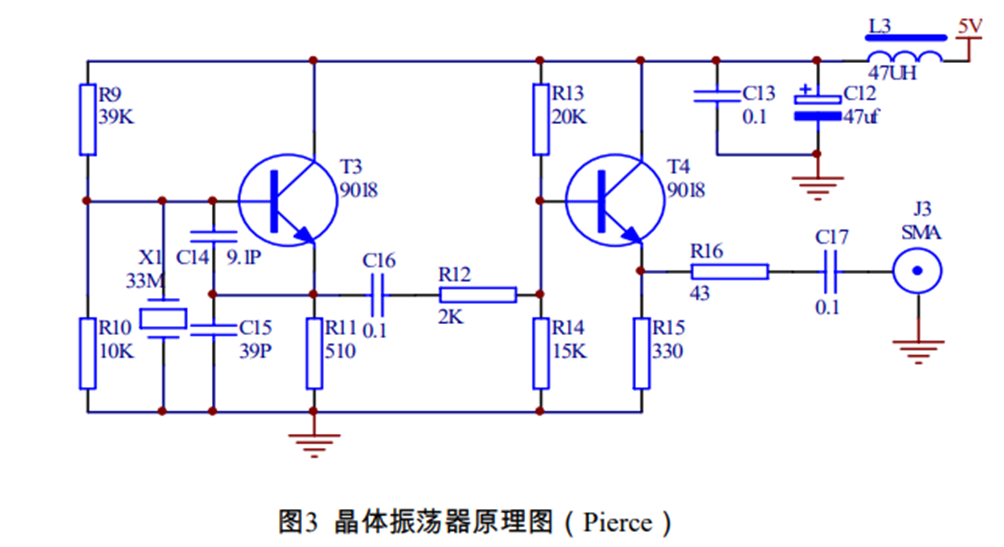 L3
5V
47UH
R9
39K
R13
20K
C13
0.1
+
C12
47uf
T3
9018
T4
9018
J3
SMA
X1
33M
C14
9.1P
C16
0.1
R12
2K
R16
43
C17
0.1
R10
10K
C15
39P
R11
510
R14
15K
R15
330
图3 晶体振荡器原理图（Pierce）